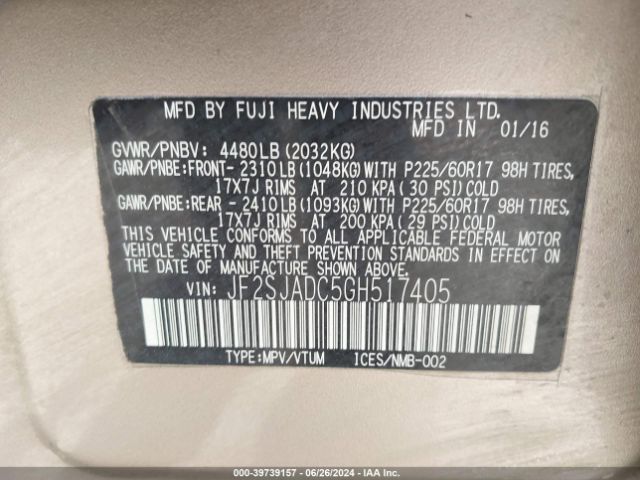 MFD BY FUJI HEAVY INDUSTRIES LTD.
MFD IN 01/16
GVWR/PNBV: 4480LB(2032KG)
GAWR/PNBE:FRONT- 2310LB(1048KG)WITH P225/60R17 98H TIRES,
17X7J RIMS AT 210 KPA( 30 PSI)COLD
GAWR/PNBE:REAR - 2410LB(1093KG)WITH P225/60R17 98H TIRES,
17X7J RIMS AT 200 KPA( 29 PSI)COLD
THIS VEHICLE CONFORMS TO ALL APPLICABLE FEDERAL MOTOR
VEHICLE SAFETY AND THEFT PREVENTION STANDARDS IN EFFECT ON
THE DATE OF MANUFACTURE SHOWN ABOVE.
VIN: JF2SJADC5GH517405
TYPE:MPV/VTUM ICES/NMB-002
000-39739157 | 06/26/2024 | IAA Inc.